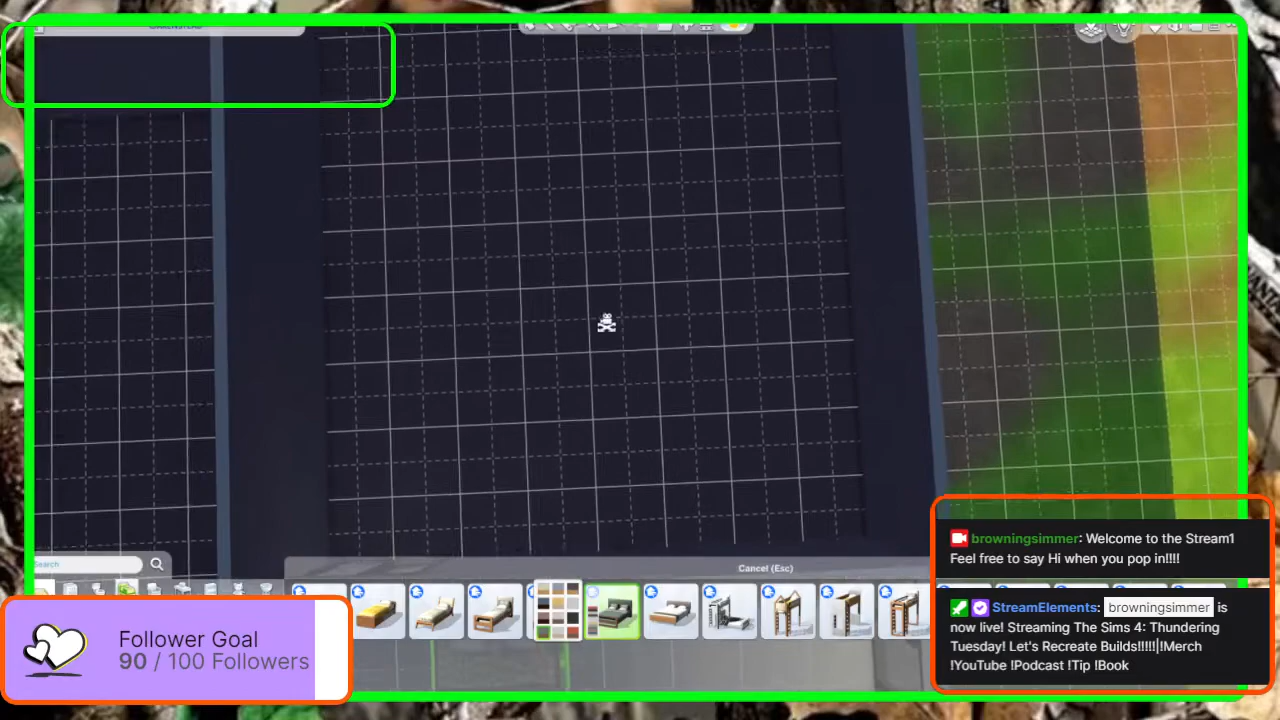 Search
Cancel (Esc)
browningsimmer: Welcome to the Stream1
Feel free to say Hi when you pop in!!!!
StreamElements: browningsimmer is
now live! Streaming The Sims 4: Thundering
Tuesday! Let's Recreate Builds!!!!!|!Merch
!YouTube !Podcast !Tip !Book
Follower Goal
90 / 100 Followers